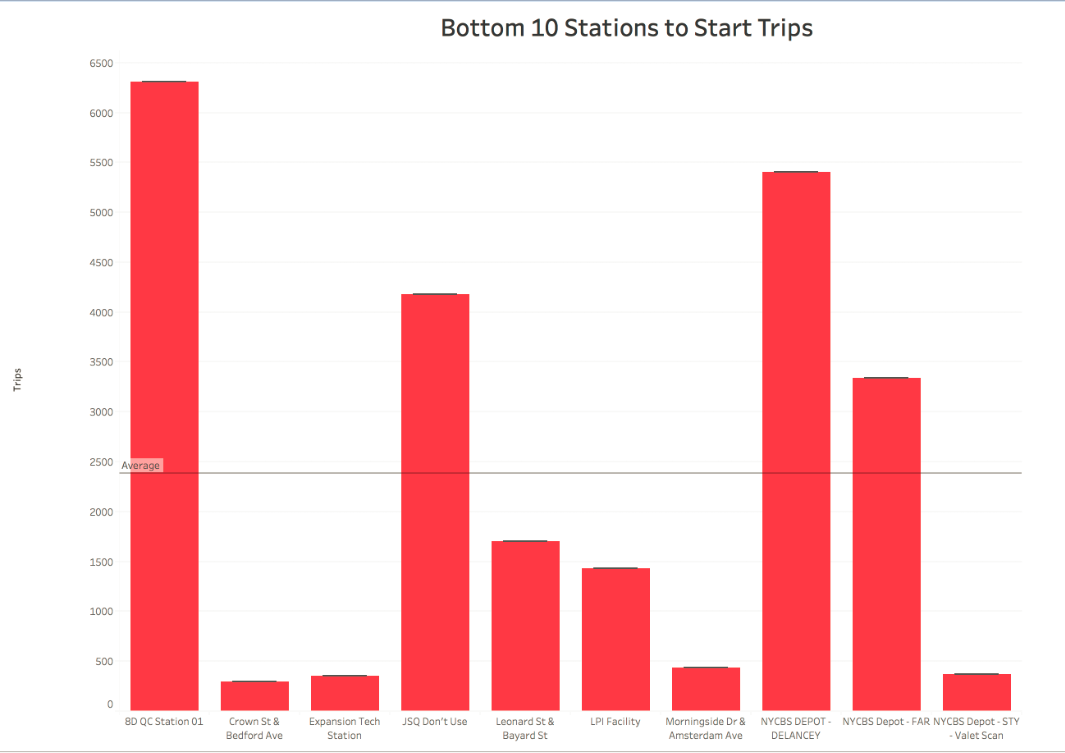 Bottom 10 Stations to Start Trips
6500
6000
5500
5000
4500
4000
3500
3000
2500
2000
1500
1000
500
0
Trips
Average
8D QC Station 01
Crown St &
Bedford Ave
Expansion Tech
Station
JSQ Don't Use
Leonard St &
Bayard St
LPI Facility
Morningside Dr &
Amsterdam Ave
NYCBS DEPOT -
DELANCEY
NYCBS Depot - FAR
NYCBS Depot - STY
- Valet Scan